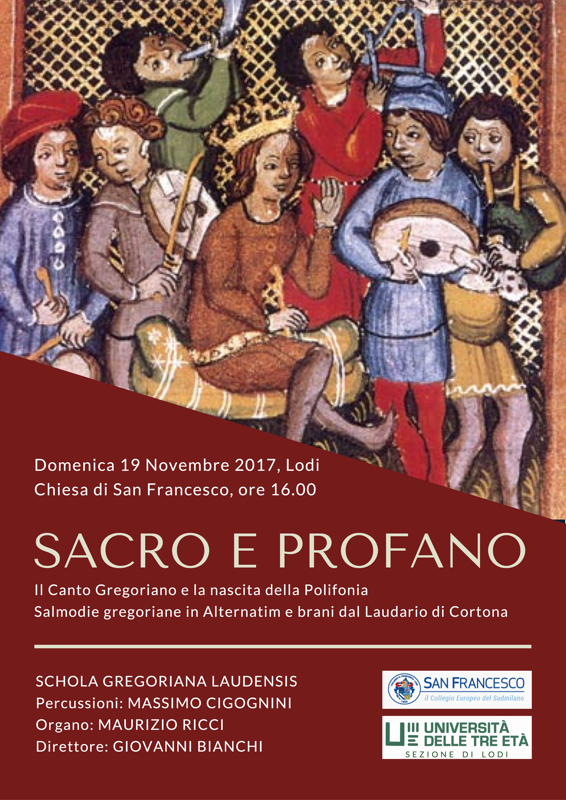 Domenica 19 Novembre 2017, Lodi
Chiesa di San Francesco, ore 16.00
SACRO E PROFANO
Il Canto Gregoriano e la nascita della Polifonia
Salmodie gregoriane in Alternatim e brani dal Laudario di Cortona
SCHOLA GREGORIANA LAUDENSIS
Percussioni: MASSIMO CIGOGNINI
Organo: MAURIZIO RICCI
Direttore: GIOVANNI BIANCHI
SAN FRANCESCO
il Collegio Europeo del Sudmilano
UNIVERSITÀ
DELLE TRE ETÀ
SEZIONE DI LODI